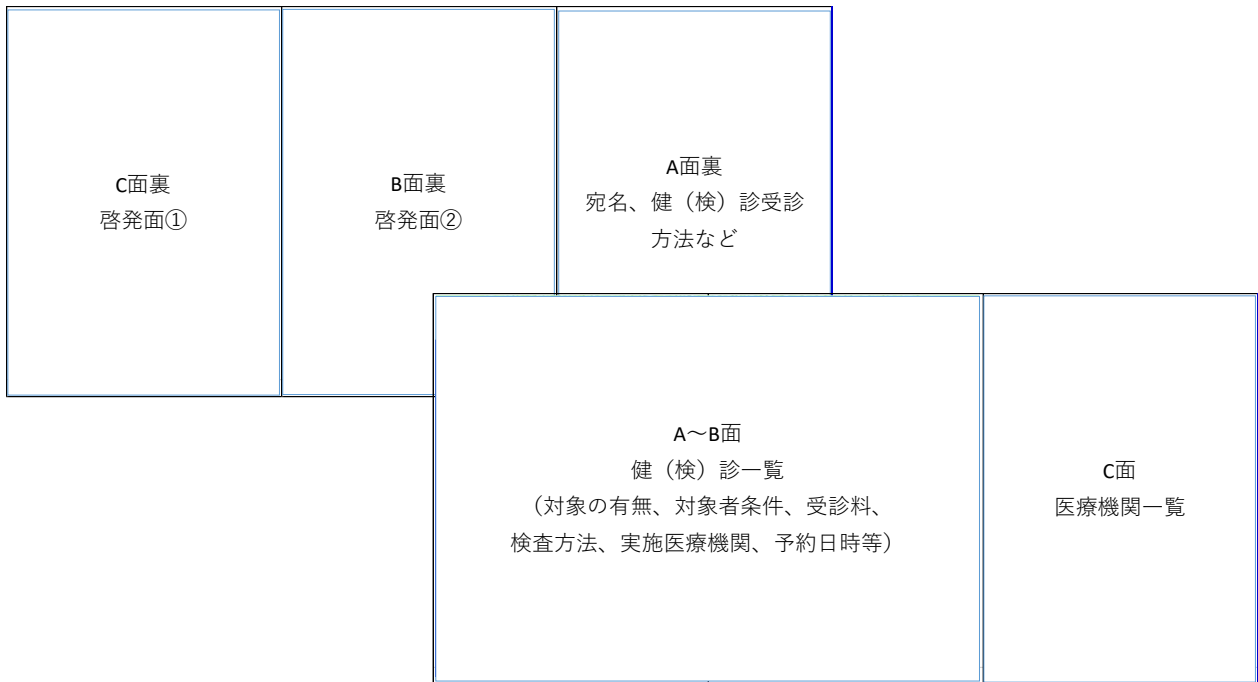 C面裏
啓発面①
B面裏
啓発面②
A面裏
宛名、健（検）診受診
方法など
A～B面
健（検）診一覧
（対象の有無、対象者条件、受診料、
検査方法、実施医療機関、予約日時等）
C面
医療機関一覧